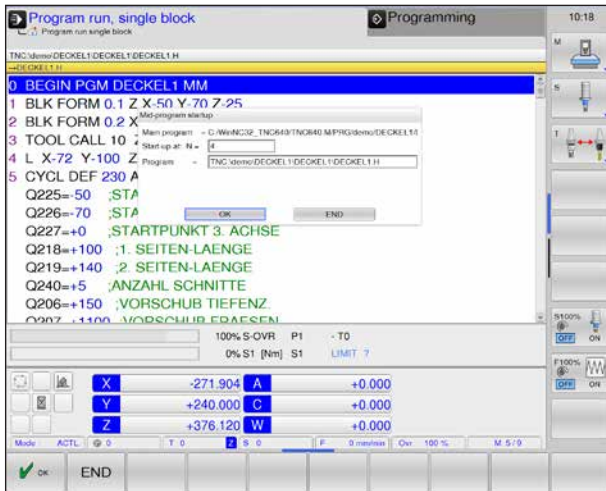 Program run, single block
Programming
10:18
Program run single block
TNC:\demo\DECKEL1\DECKEL1\DECKEL1.H
→DECKEL1.H
0 BEGIN PGM DECKEL1 MM
1 BLK FORM 0.1 Z X-50 Y-70 Z-25
2 BLK FORM 0.2 X
3 TOOL CALL 10
4 L X-72 Y-100 Z
5 CYCL DEF 230 A
Q225=-50 ;STA
Q226=-70 ;STA
Q227=+0 ;STARTPUNKT 3. ACHSE
Q218=+100 ;1. SEITEN-LAENGE
Q219=+140 ;2. SEITEN-LAENGE
Q240=+5 ;ANZAHL SCHNITTE
Q206=+150 ;VORSCHUB TIEFENZ.
Q207 +1100 VORSCHUB FRAESEN
Mid-program startup
Main program = C:/WinNC32_TNC640/TNC640.M/PRG/demo/DECKEL1/
Start up at: N = 4
Program = TNC:\demo\DECKEL1\DECKEL1\DECKEL1.H
OK END
M
S
T
100% S-OVR P1 - T0
0% S1 [Nm] S1 LIMIT ?
S100%
OFF ON
F100%
OFF ON
X -271.904 A +0.000
Y +240.000 C +0.000
Z +376.120 W +0.000
Mode ACTL. 0 T 0 Z S 0 F 0 mm/min Ovr 100 % M 5/9
OK END